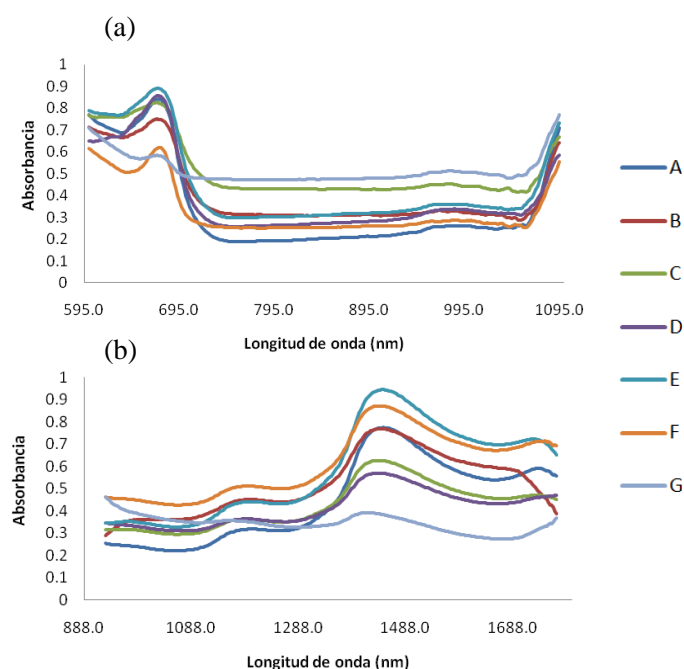 (a)
1
0.9
0.8
0.7
0.6
0.5
0.4
0.3
0.2
0.1
0
Absorbancia
595.0 695.0 795.0 895.0 995.0 1095.0
Longitud de onda (nm)
(b)
1
0.9
0.8
0.7
0.6
0.5
0.4
0.3
0.2
0.1
0
Absorbancia
888.0 1088.0 1288.0 1488.0 1688.0
Longitud de onda (nm)
A
B
C
D
E
F
G